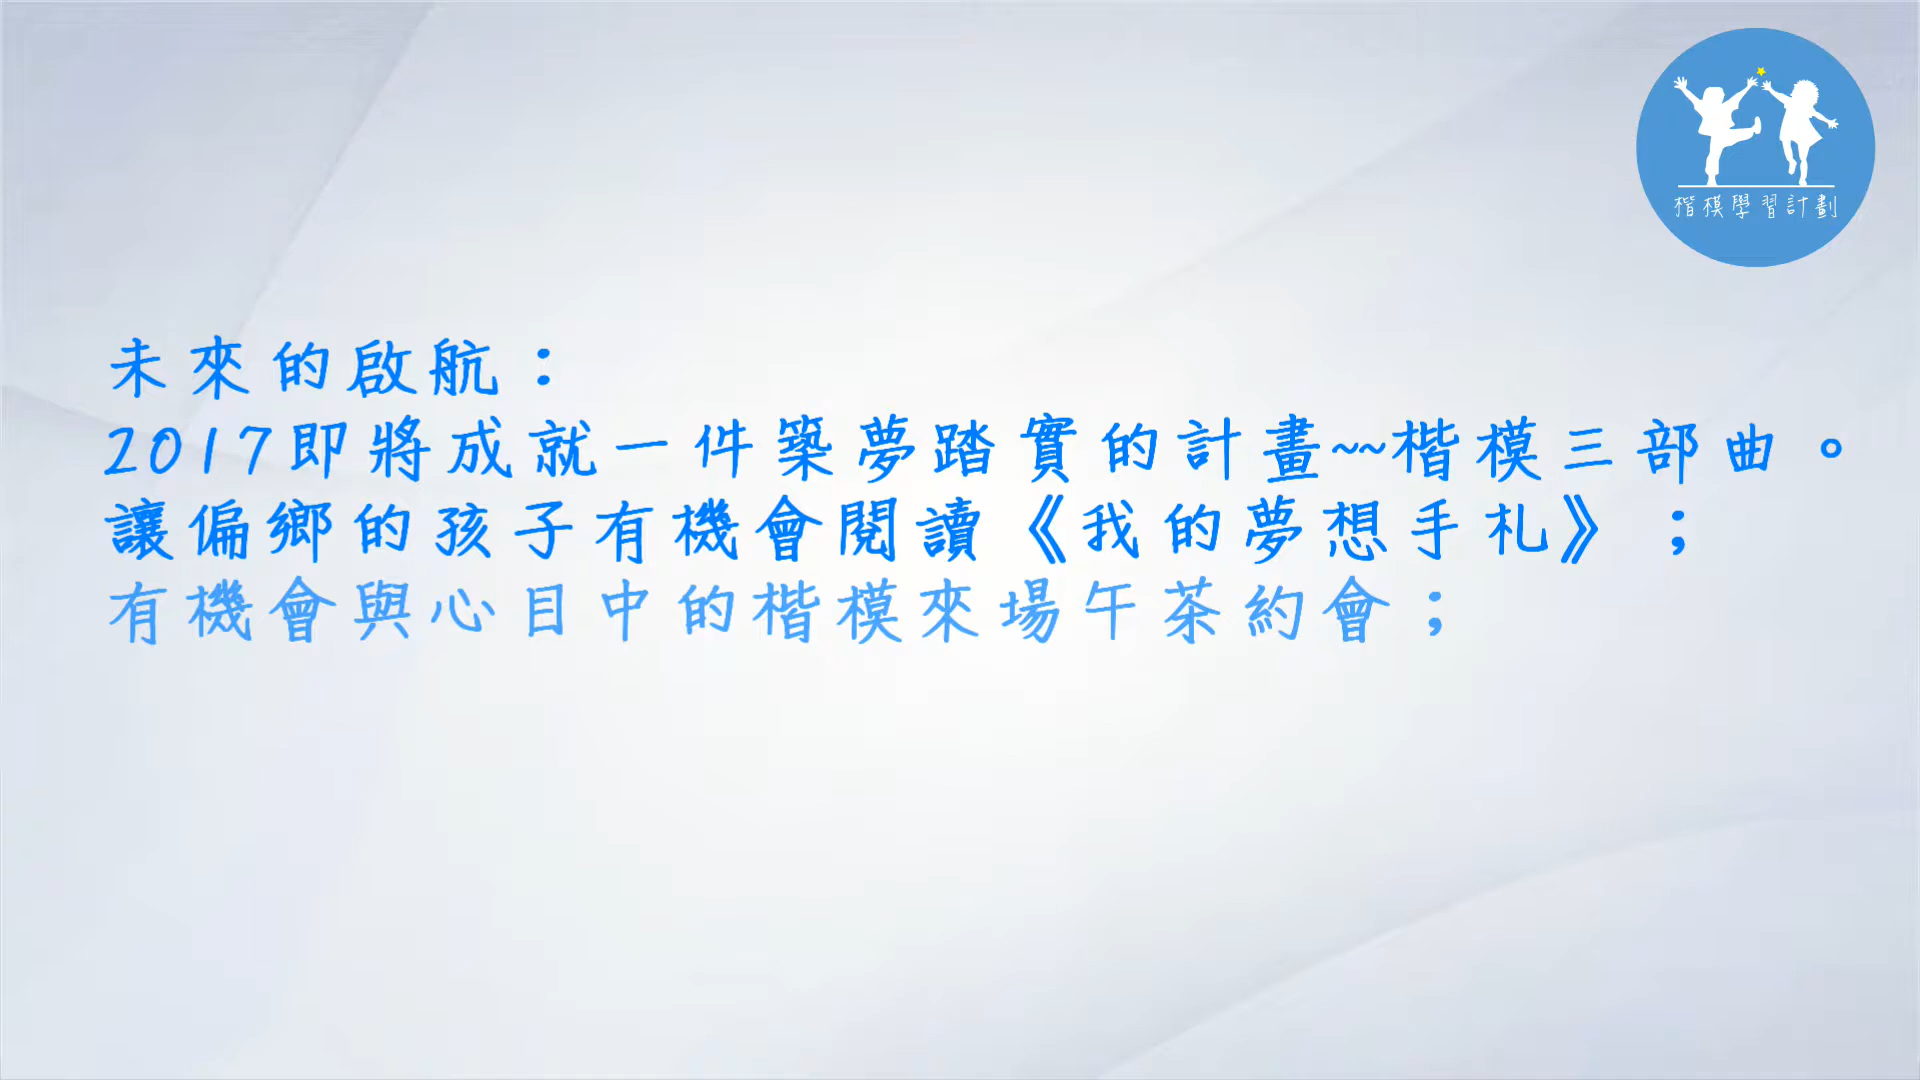 楷模學習計劃
未來的啟航：
2017即將成就一件築夢踏實的計畫~~楷模三部曲。
讓偏鄉的孩子有機會閱讀《我的夢想手札》；
有機會與心目中的楷模來場午茶約會；